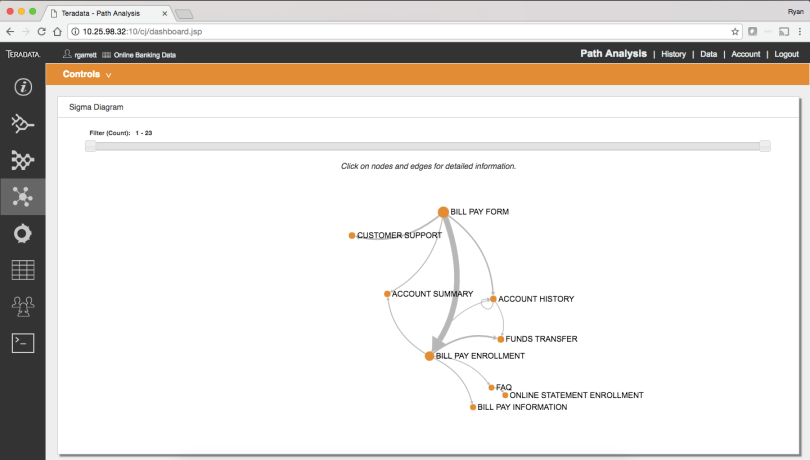 Teradata - Path Analysis
Ryan
10.25.98.32:10/cj/dashboard.jsp
TERADATA
rgarrett
Online Banking Data
Path Analysis | History | Data | Account | Logout
Controls
Sigma Diagram
Filter (Count): 1 - 23
Click on nodes and edges for detailed information.
BILL PAY FORM
CUSTOMER SUPPORT
ACCOUNT SUMMARY
ACCOUNT HISTORY
FUNDS TRANSFER
BILL PAY ENROLLMENT
FAQ
ONLINE STATEMENT ENROLLMENT
BILL PAY INFORMATION